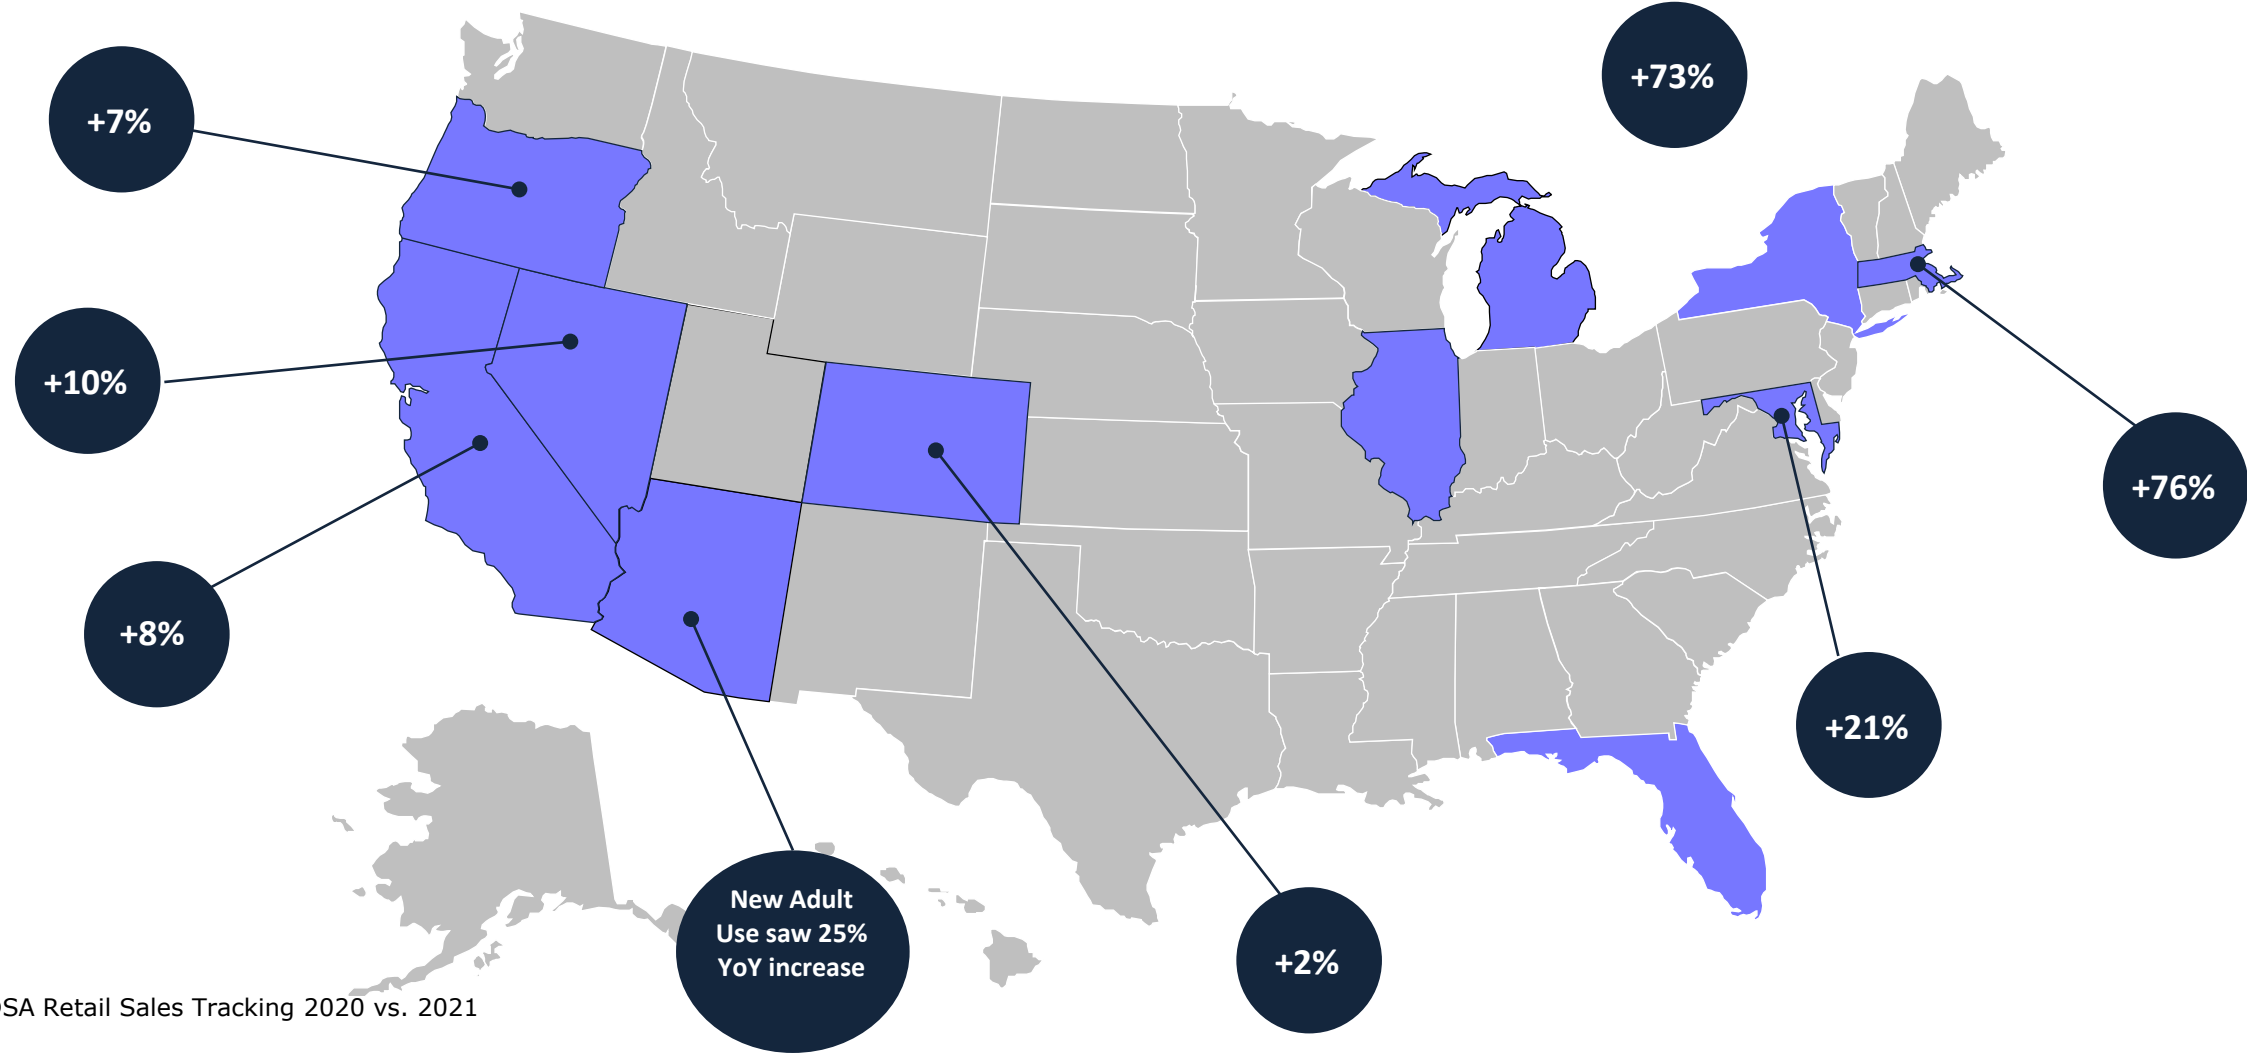 +73%
+7%
+10%
+76%
+8%
+21%
New Adult
Use saw 25%
YoY increase
+2%
Retail Sales Tracking 2020 vs. 2021